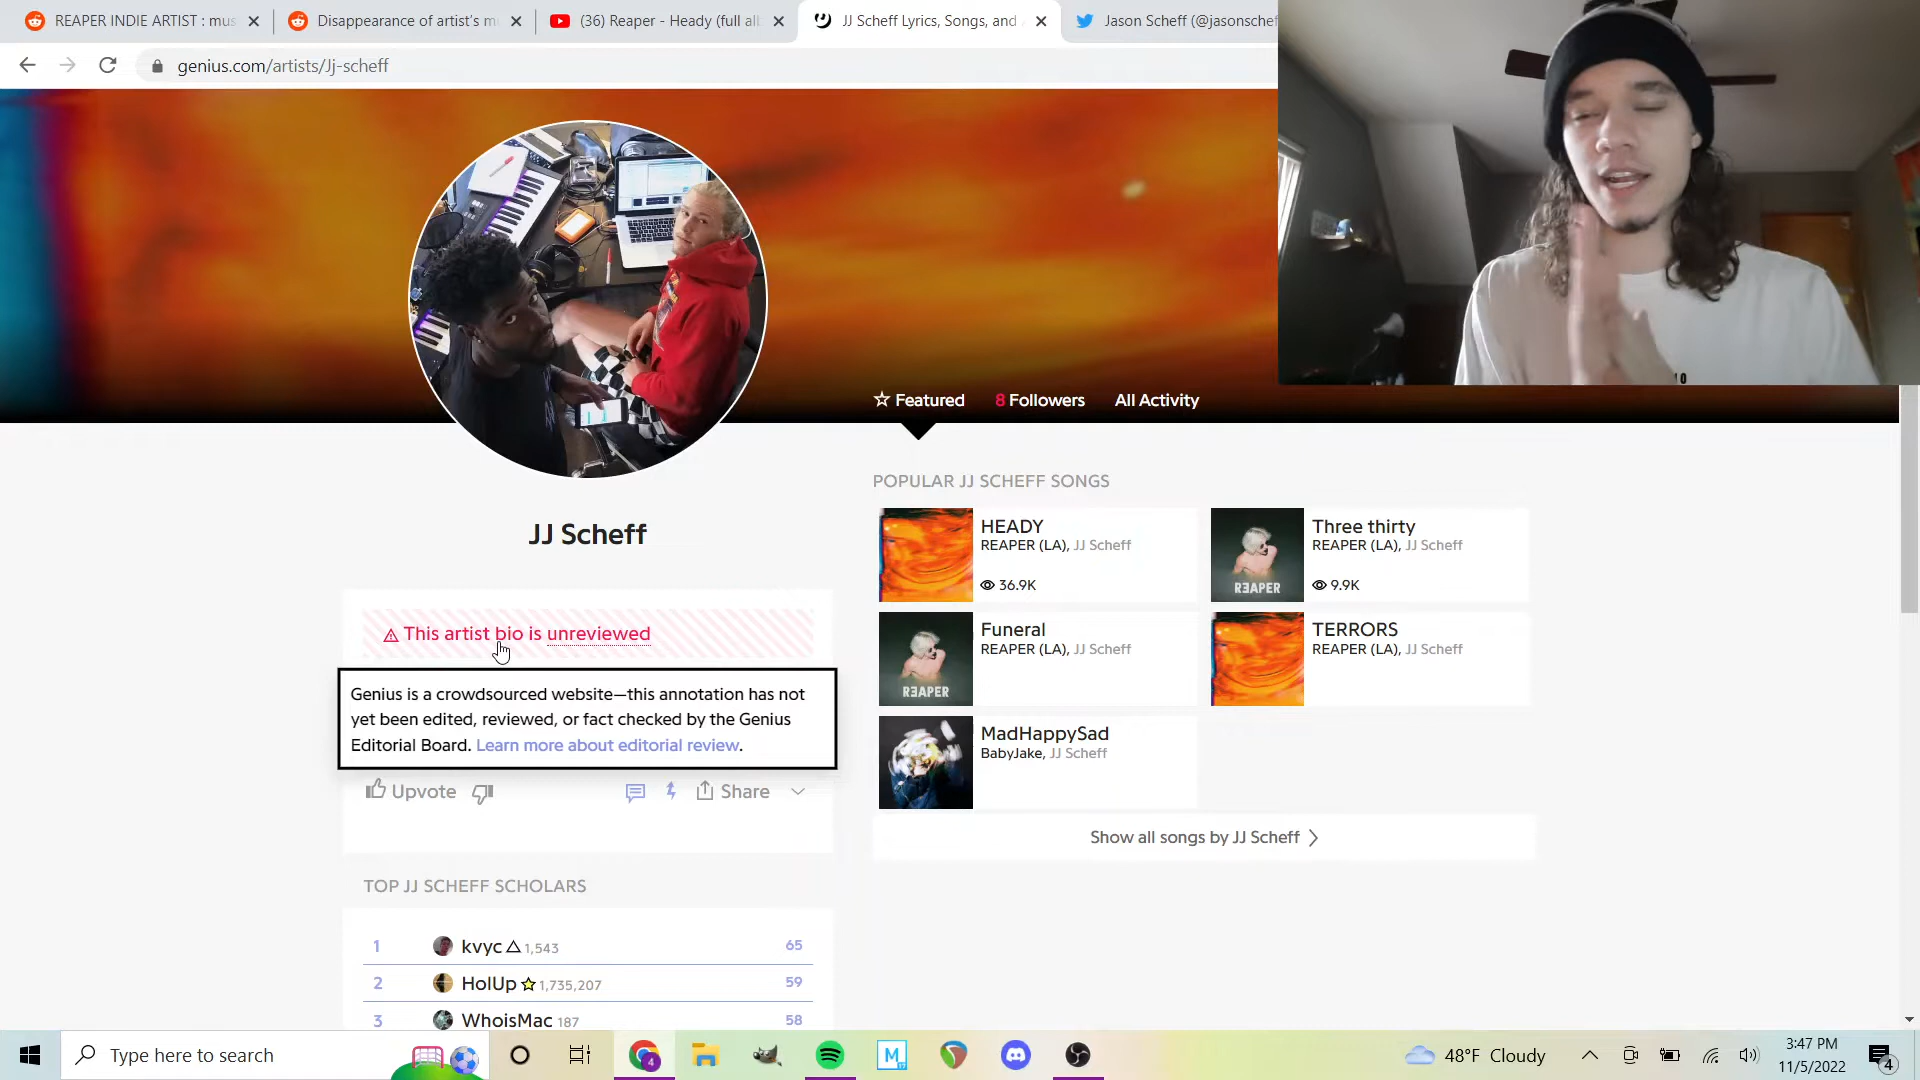 REAPER INDIE ARTIST : mus
Disappearance of artist's mu
(36) Reaper - Heady (full alb
JJ Scheff Lyrics, Songs, and A
Jason Scheff (@jasonschef
genius.com/artists/Jj-scheff
Featured
8 Followers
All Activity
JJ Scheff
This artist bio is unreviewed
Genius is a crowdsourced website—this annotation has not
yet been edited, reviewed, or fact checked by the Genius
Editorial Board. Learn more about editorial review.
Upvote
Share
TOP JJ SCHEFF SCHOLARS
1 kvyc 1,543 65
2 HolUp 1,735,207 59
3 WhoisMac 187 58
POPULAR JJ SCHEFF SONGS
HEADY
REAPER (LA), JJ Scheff
36.9K
Three thirty
REAPER (LA), JJ Scheff
9.9K
RƎAPER
Funeral
REAPER (LA), JJ Scheff
RƎAPER
TERRORS
REAPER (LA), JJ Scheff
MadHappySad
BabyJake, JJ Scheff
Show all songs by JJ Scheff
Type here to search
4
M
48°F Cloudy
3:47 PM
11/5/2022
4